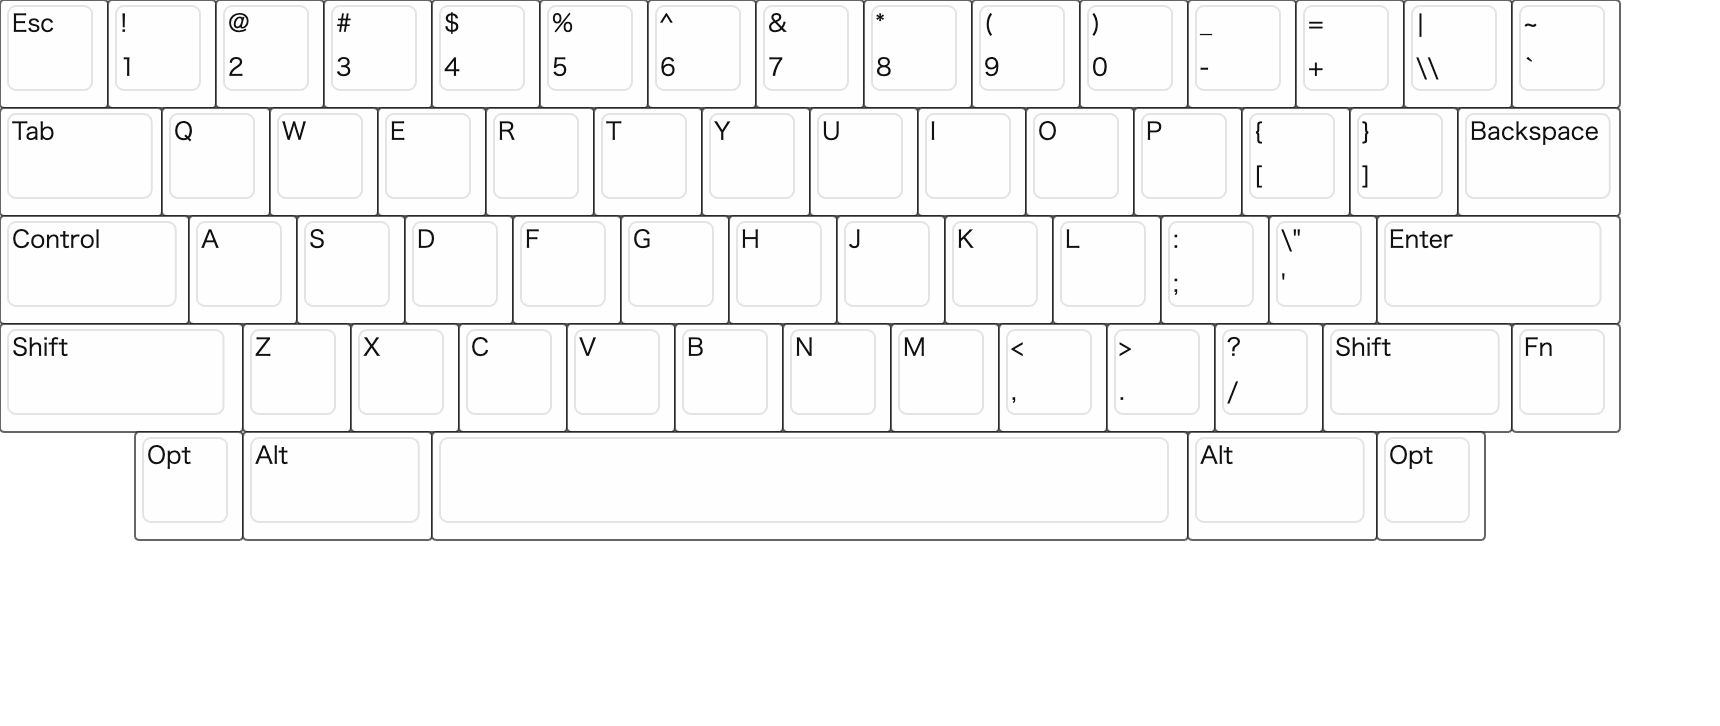 Esc ! @ # $ % ^ & * ( ) _ = | ~
1 2 3 4 5 6 7 8 9 0 - + \\ `
Tab Q W E R T Y U I O P { } Backspace
[ ]
Control A S D F G H J K L : \" Enter
; '
Shift Z X C V B N M < > ? Shift Fn
, . /
Opt Alt Alt Opt